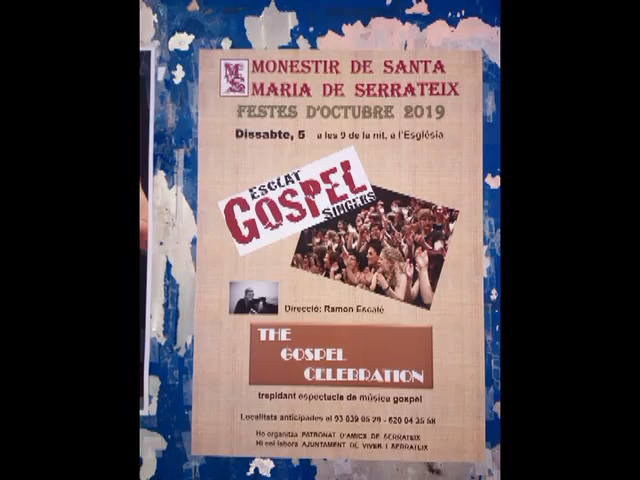 MONESTIR DE SANTA
MARIA DE SERRATEIX
FESTES D'OCTUBRE 2019
Dissabte, 5 a les 9 de la nit, a l'Església
ESCLAT
GOSPEL
SINGERS
Direcció: Ramon Escalé
THE
GOSPEL
CELEBRATION
trepidant espectacle de música gospel
Localitats anticipades al 93 839 05 28 - 620 04 35 58
Ho organitza PATRONAT D'AMICS DE SERRATEIX
Hi col·labora AJUNTAMENT DE VIVER I SERRATEIX